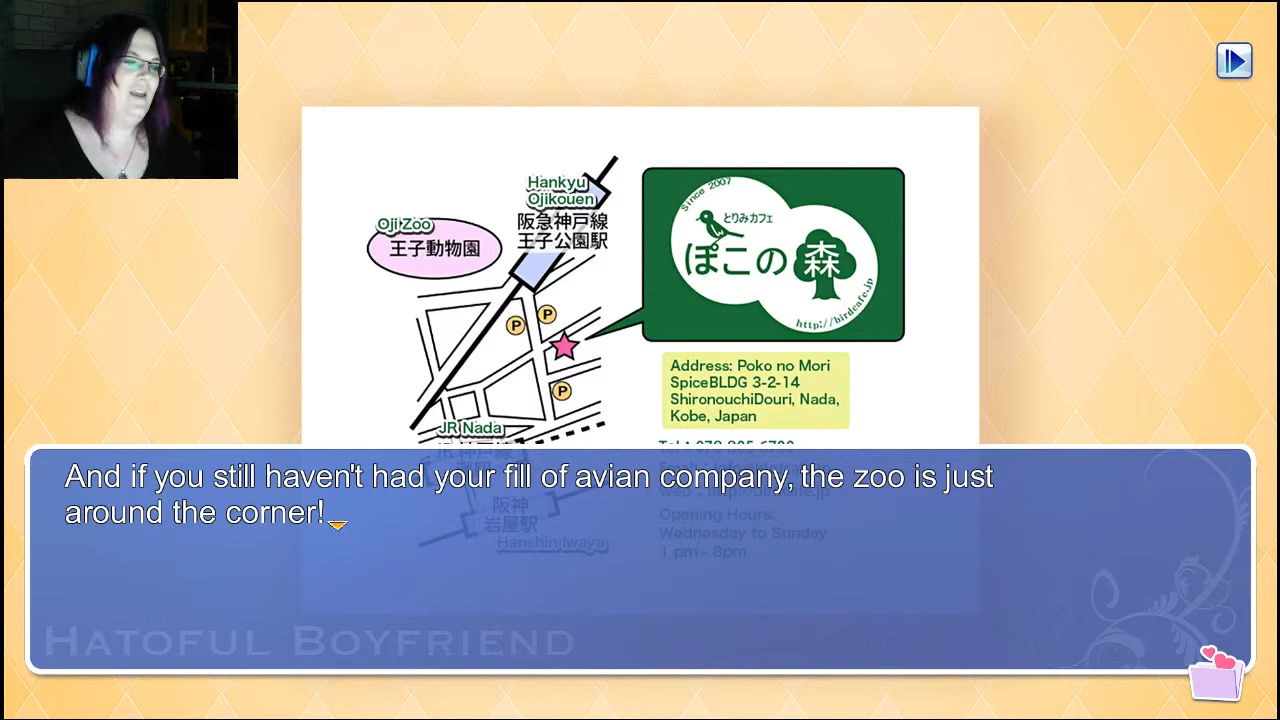 Hankyu
Ojikouen
阪急神戸線
王子公園駅
Oji Zoo
王子動物園
Since 2007
とりみカフェ
ぽこの森
http://birdcafe.jp
P
P
P
Address: Poko no Mori
SpiceBLDG 3-2-14
ShironouchiDouri, Nada,
Kobe, Japan
JR Nada
And if you still haven't had your fill of avian company, the zoo is just
around the corner!
阪神
岩屋駅
Hanshin Iwaya
Opening Hours:
Wednesday to Sunday
1 pm - 8pm
HATOFUL BOYFRIEND